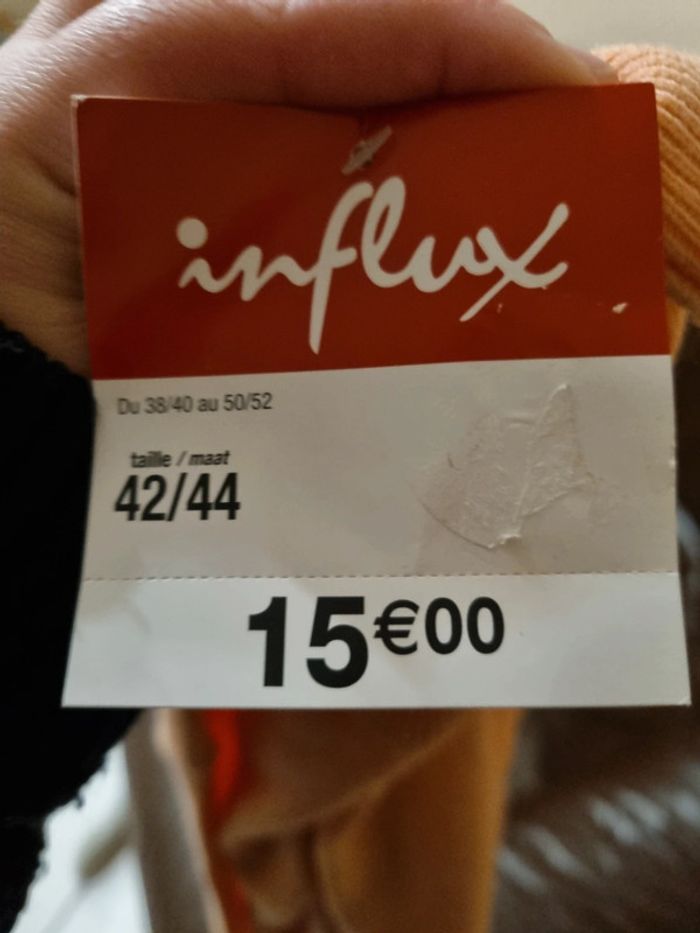 influx
Du 38/40 au 50/52
taille / maat
42/44
15€00